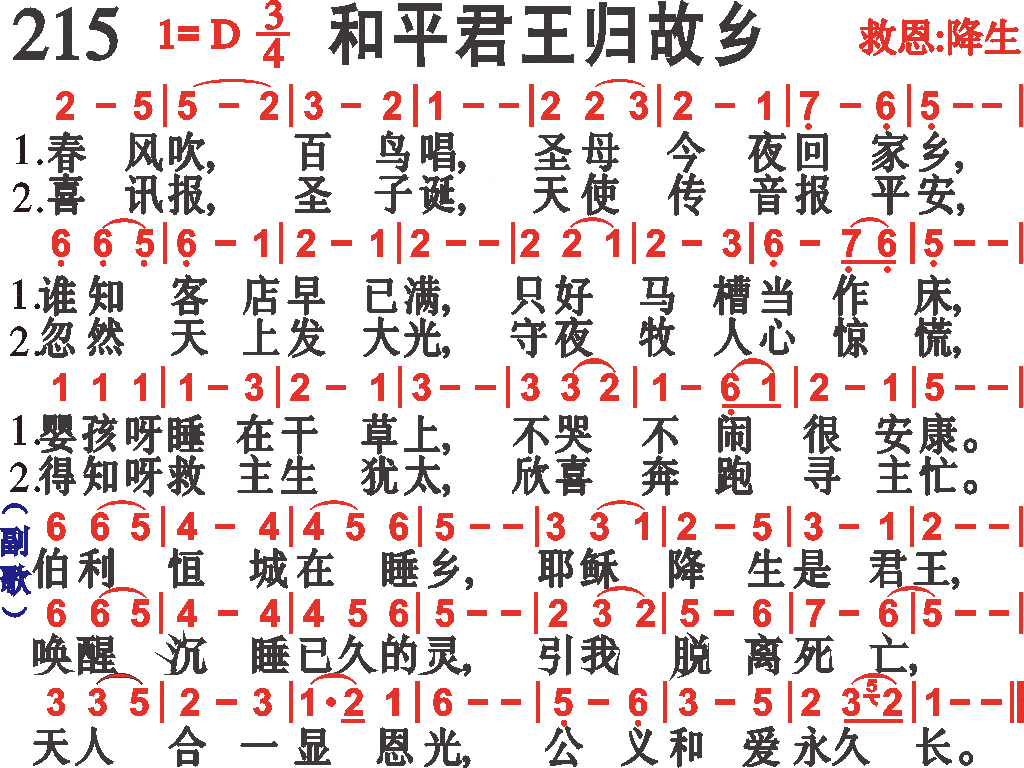 215 1=D 3/4 和平君王归故乡 救恩:降生
2 - 5|5 - 2|3 - 2|1 - -|2 2 3|2 - 1|7̣ - 6̣|5̣ - -|
1.春 风吹, 百 鸟唱, 圣母 今 夜回 家乡,
2.喜 讯报, 圣 子诞, 天使 传 音报 平安,
6̣ 6̣ 5̣|6̣ - 1|2 - 1|2 - -|2 2 1|2 - 3|6̣ - 7̣ 6̣|5̣ - -|
1.谁知 客 店早 已满, 只好 马 槽当 作 床,
2.忽然 天 上发 大光, 守夜 牧 人心 惊 慌,
1 1 1|1 - 3|2 - 1|3 - -|3 3 2|1 - 6̣ 1|2 - 1|5 - -|
1.婴孩呀睡 在干 草上, 不哭 不 闹 很 安康。
2.得知呀救 主生 犹太, 欣喜 奔 跑 寻 主忙。
(副歌)
6 6 5|4 - 4|4 5 6|5 - -|3 3 1|2 - 5|3 - 1|2 - -|
伯利 恒 城在 睡乡, 耶稣 降 生是 君王,
6 6 5|4 - 4|4 5 6|5 - -|2 3 2|5 - 6|7 - 6|5 - -|
唤醒 沉 睡已久的灵, 引我 脱 离死 亡,
3 3 5|2 - 3|1·2|6 - -|5̣ - 6̣|3 - 5|2 3 5 2|1 - -‖
天人 合 一显 恩光, 公 义和 爱永久 长。